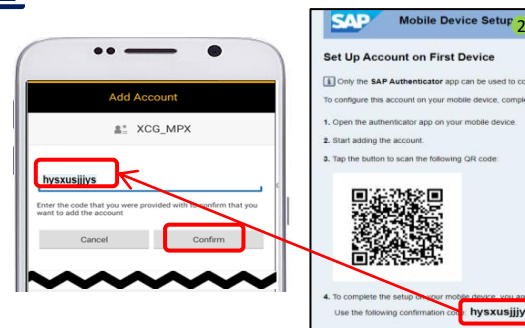 Add Account
XCG_MPX
hysxusjjjys
Enter the code that you were provided with to confirm that you
want to add the account
Cancel
Confirm
SAP
Mobile Device Setup
2
Set Up Account on First Device
i Only the SAP Authenticator app can be used to co
To configure this account on your mobile device, comple
1. Open the authenticator app on your mobile device.
2. Start adding the account.
3. Tap the button to scan the following QR code:
4. To complete the setup on your mobile device, you
Use the following confirmation hysxusjjjy